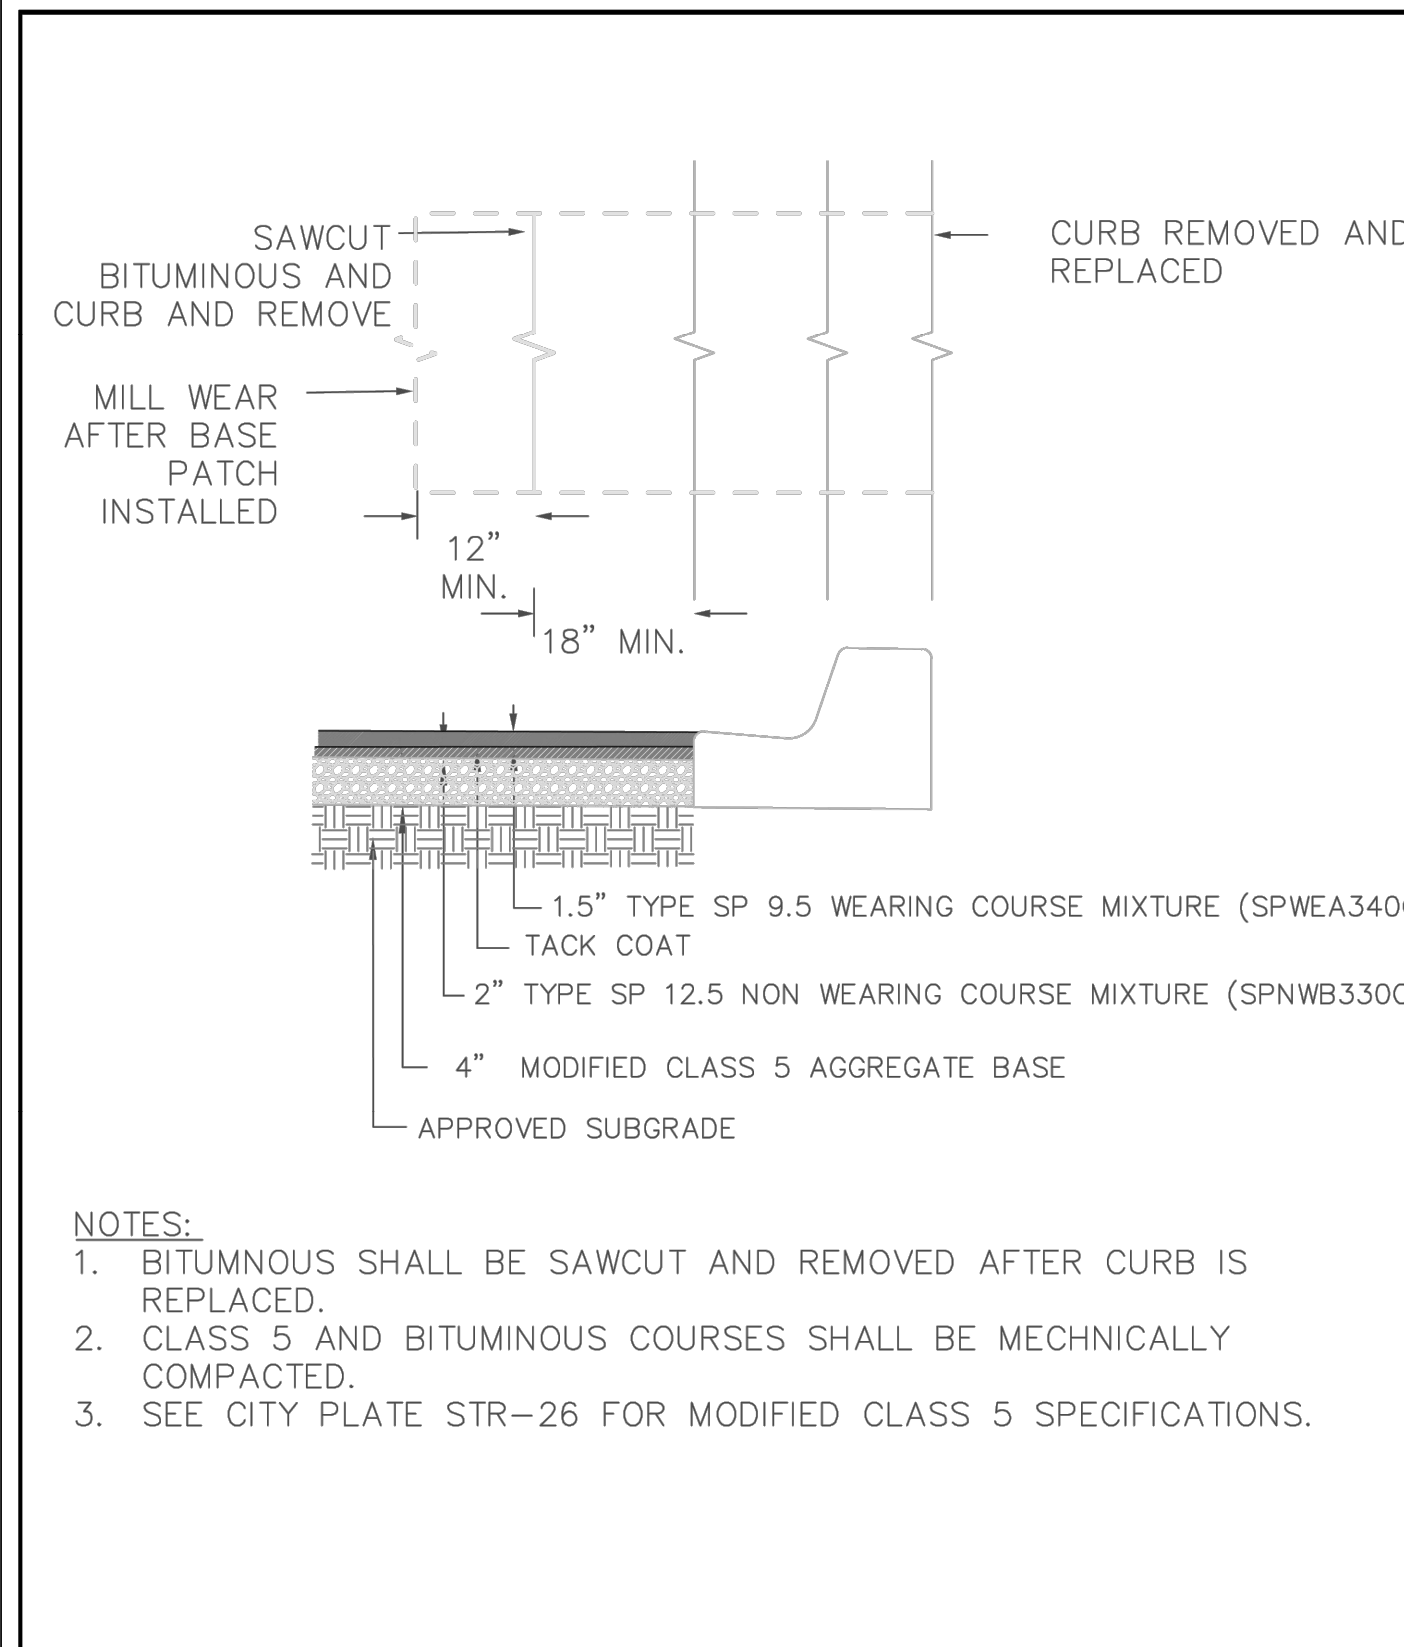 SAWCUT
BITUMINOUS AND
CURB AND REMOVE
CURB REMOVED AND
REPLACED
MILL WEAR
AFTER BASE
PATCH
INSTALLED
12”
MIN.
18” MIN.
1.5” TYPE SP 9.5 WEARING COURSE MIXTURE
TACK COAT
2” TYPE SP 12.5 NON WEARING COURSE MIXTURE
4” MODIFIED CLASS 5 AGGREGATE BASE
APPROVED SUBGRADE
NOTES:
1. BITUMNOUS SHALL BE SAWCUT AND REMOVED AFTER CURB IS
REPLACED.
2. CLASS 5 AND BITUMINOUS COURSES SHALL BE MECHNICALLY
COMPACTED.
3. SEE CITY PLATE STR–26 FOR MODIFIED CLASS 5 SPECIFICATIONS.